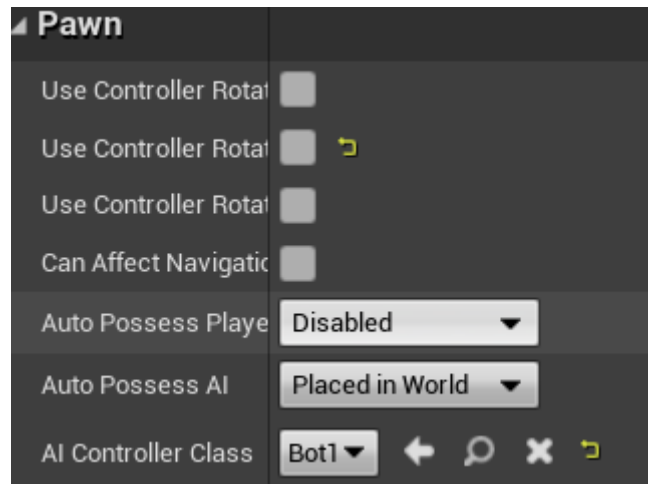 Pawn
Use Controller Rotat
Use Controller Rotat
Use Controller Rotat
Can Affect Navigatic
Auto Possess Playe
Disabled
Auto Possess AI
Placed in World
AI Controller Class
Bot1